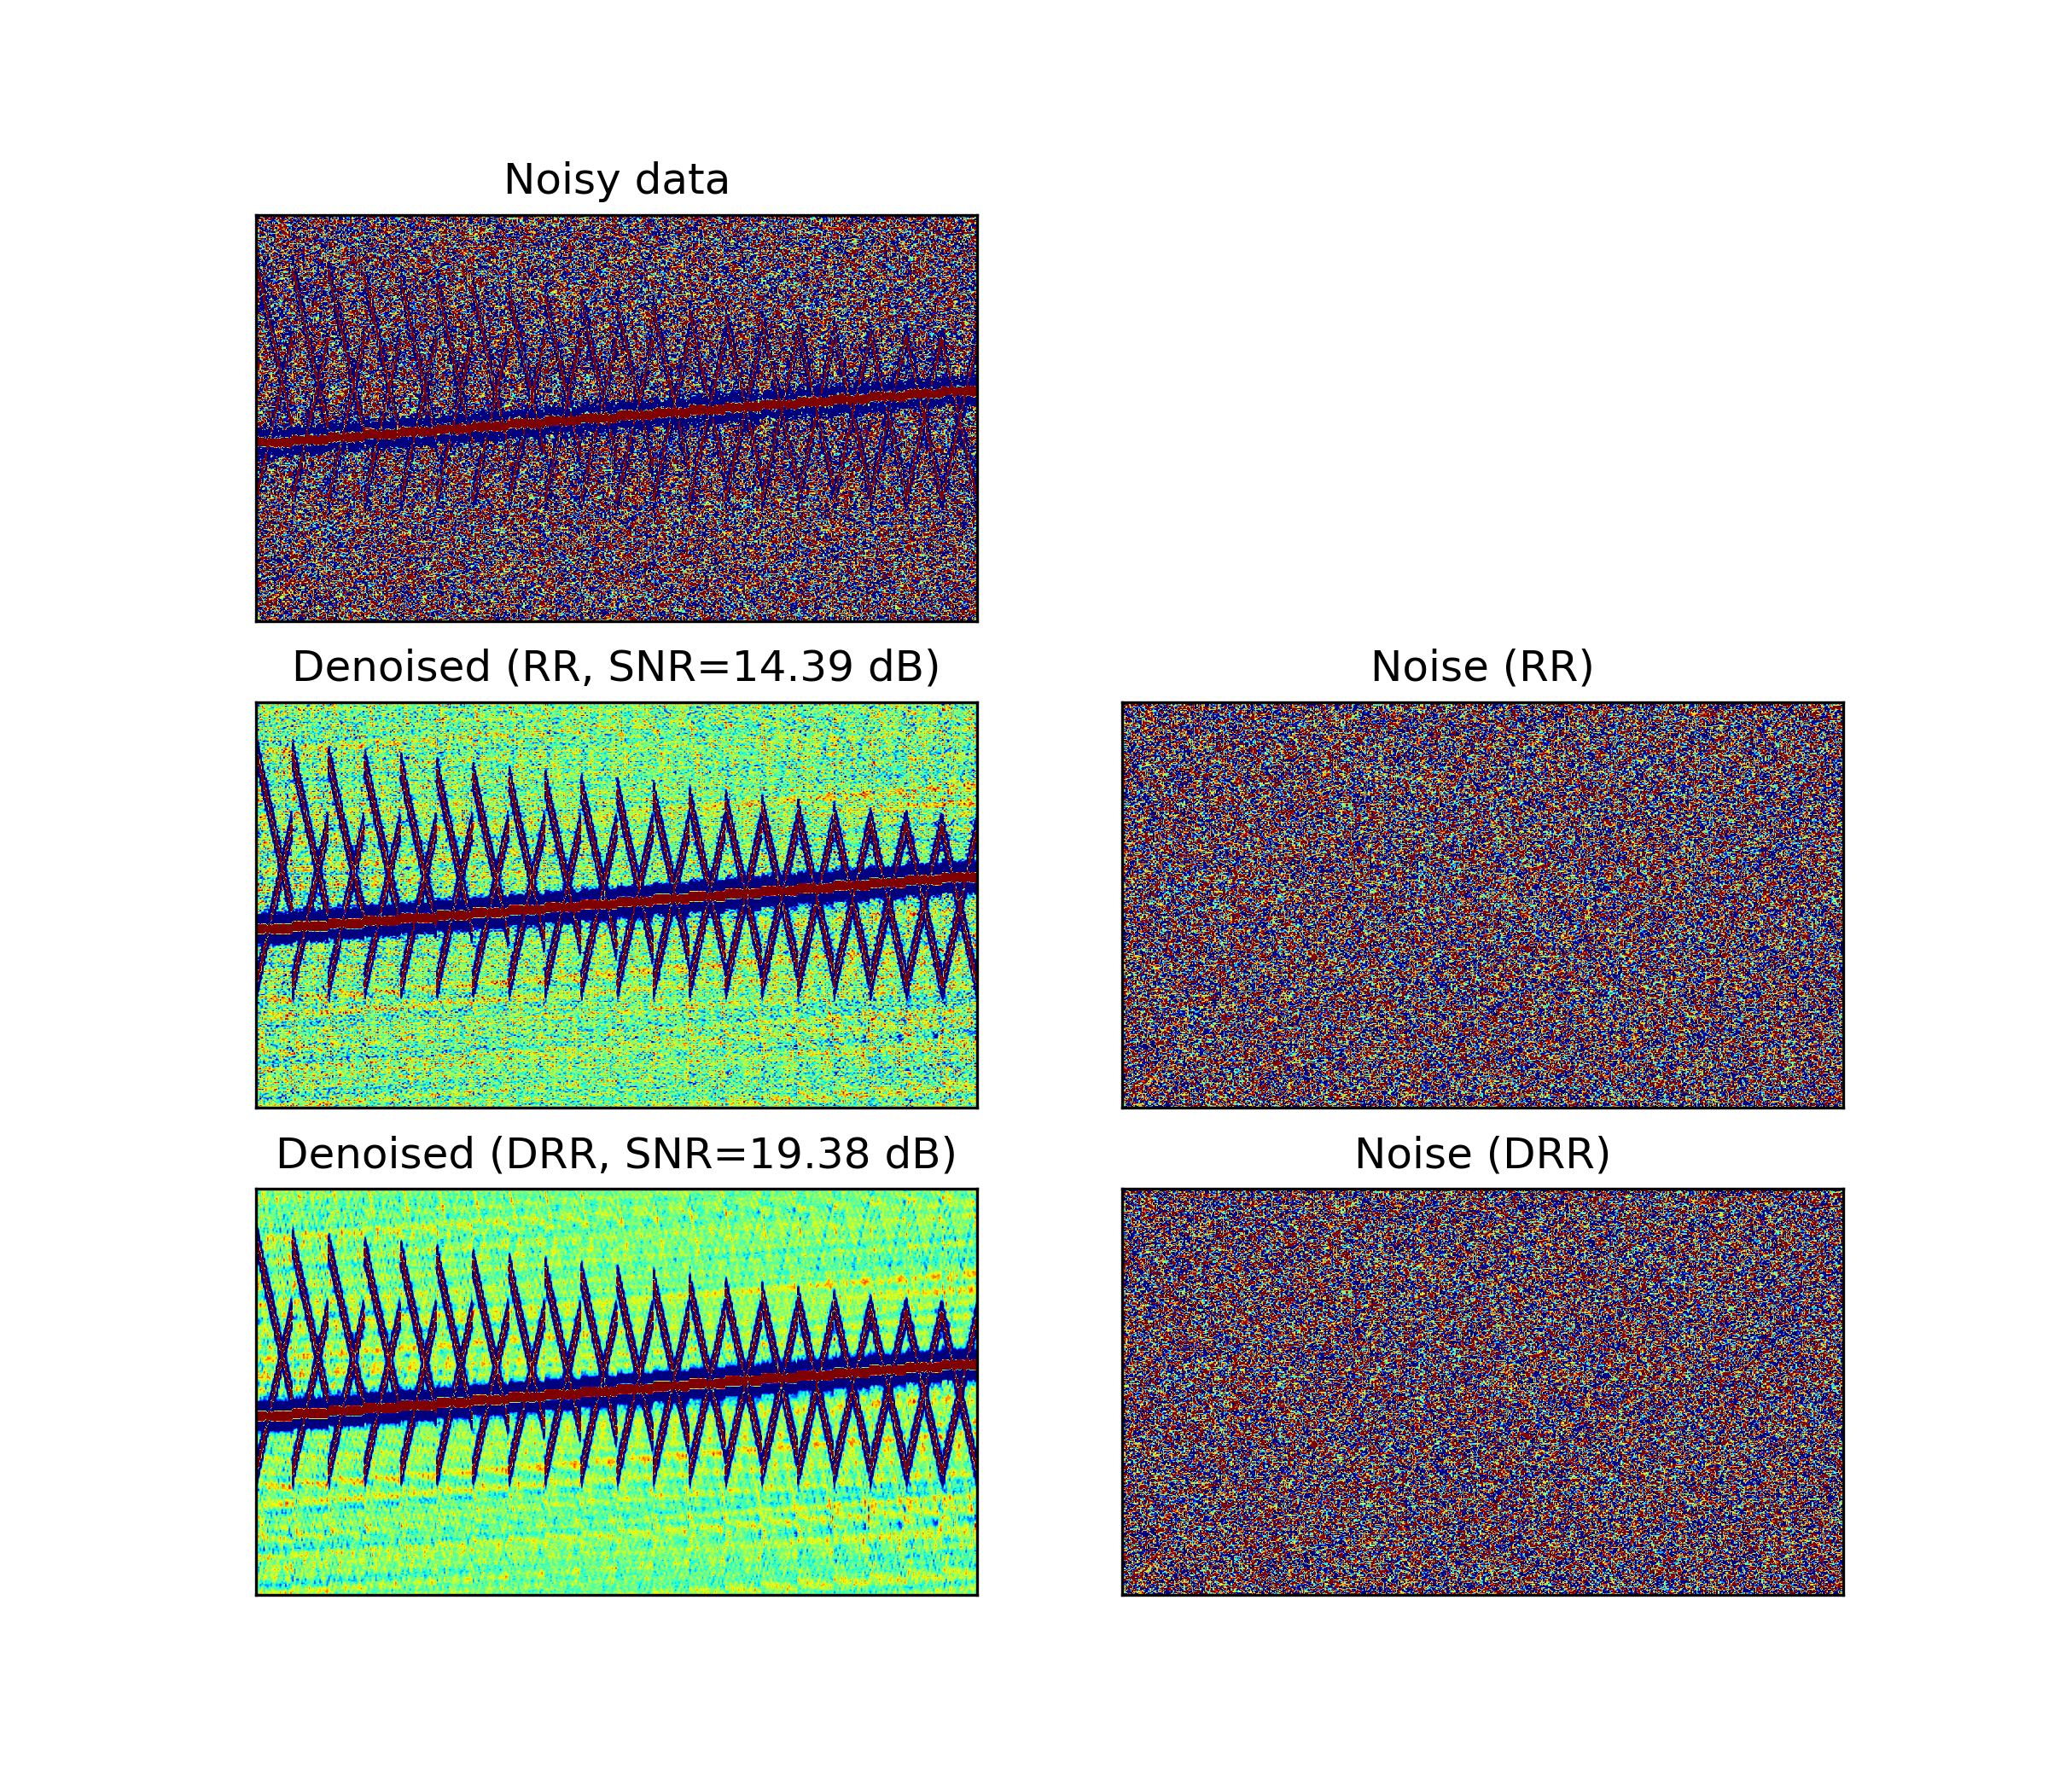 Noisy data
Denoised (RR, SNR=14.39 dB)
Noise (RR)
Denoised (DRR, SNR=19.38 dB)
Noise (DRR)